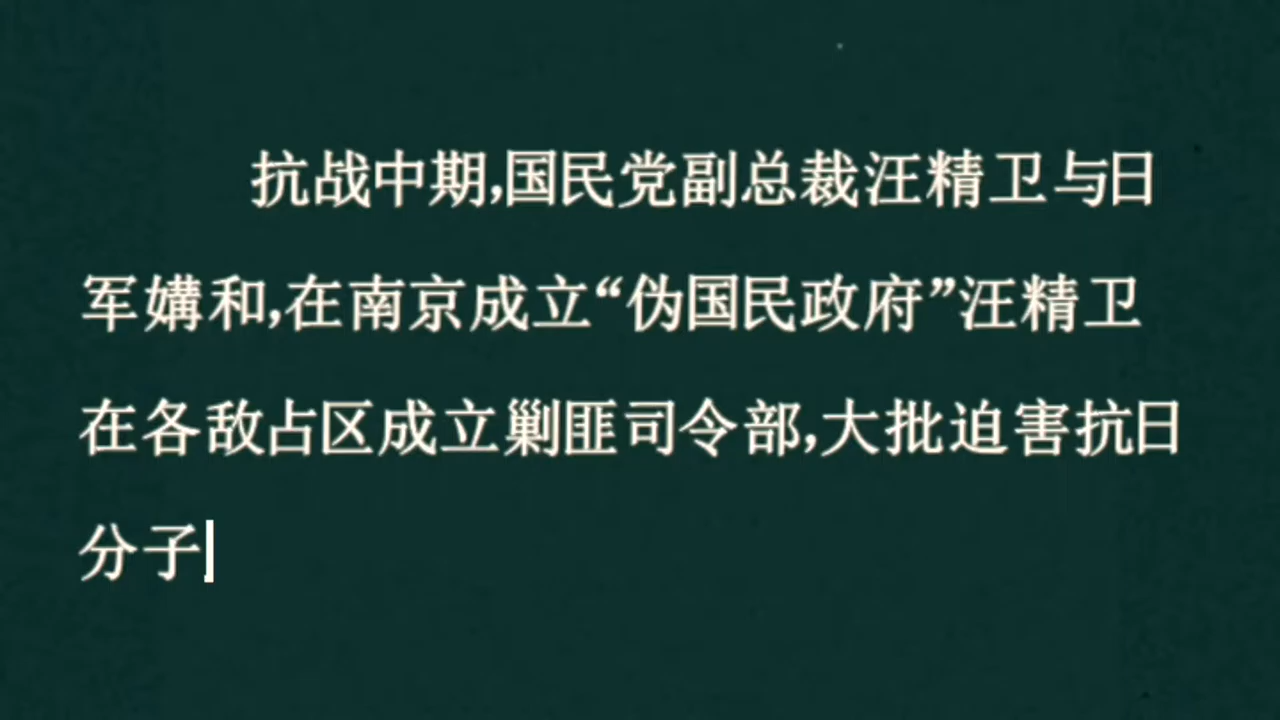 抗战中期,国民党副总裁汪精卫与日
军媾和,在南京成立“伪国民政府”汪精卫
在各敌占区成立剿匪司令部,大批迫害抗日
分子